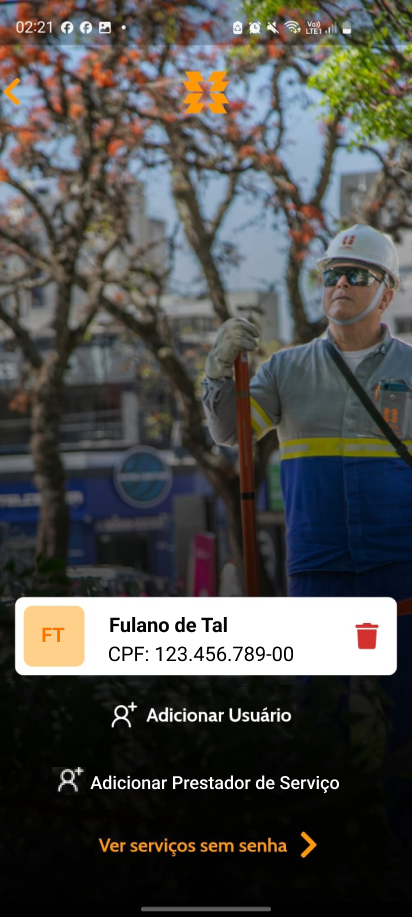 02:21
Vo))
LTE1
Fulano de Tal
FT
CPF: 123.456.789-00
Adicionar Usuário
Adicionar Prestador de Serviço
Ver serviços sem senha